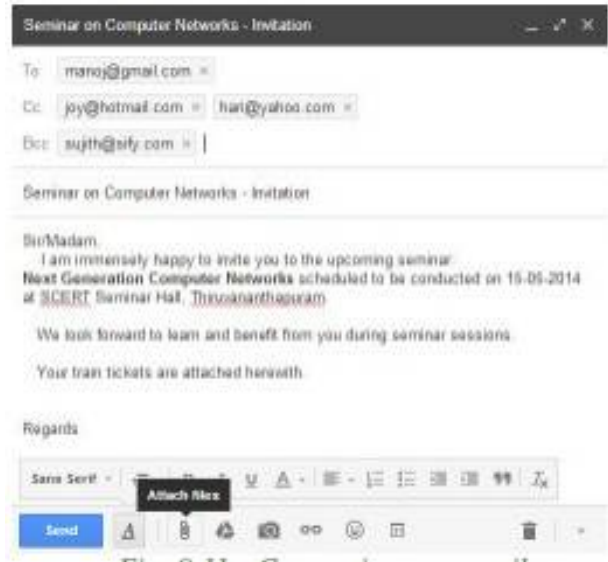 Seminar on Computer Networks - Invitation
To manoj@gmail.com ×
Cc joy@hotmail.com × hari@yahoo.com ×
Bcc sujith@sify.com ×
Seminar on Computer Networks - Invitation
Sir/Madam,
I am immensely happy to invite you to the upcoming seminar
Next Generation Computer Networks scheduled to be conducted on 15-05-2014
at SCERT Seminar Hall, Thiruvananthapuram
We look forward to learn and benefit from you during seminar sessions.
Your train tickets are attached herewith.
Regards
Sans Serif
Attach files
Send